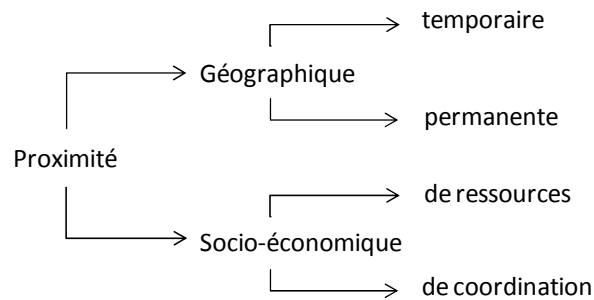 temporaire
Géographique
permanente
Proximité
de ressources
Socio-économique
de coordination